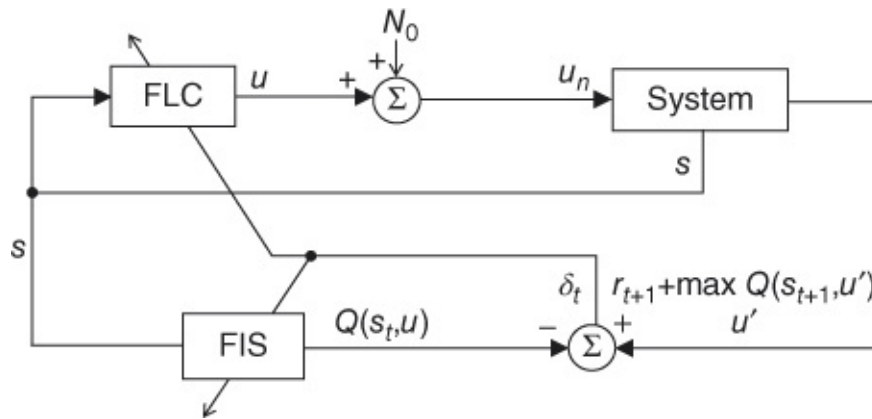 N₀
FLC
u
+
+
Σ
uₙ
System
s
s
δₜ
rₜ₊₁+max Q(sₜ₊₁,u′)
u′
FIS
Q(sₜ,u)
−
+
Σ